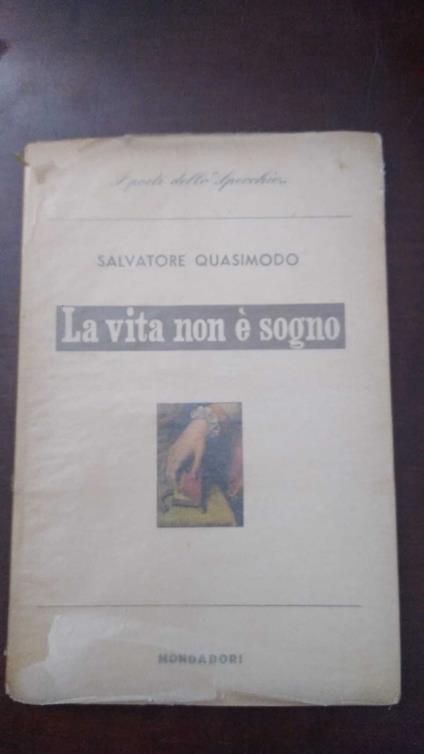 I poeti dello "Specchio"
SALVATORE QUASIMODO
La vita non è sogno
MONDADORI